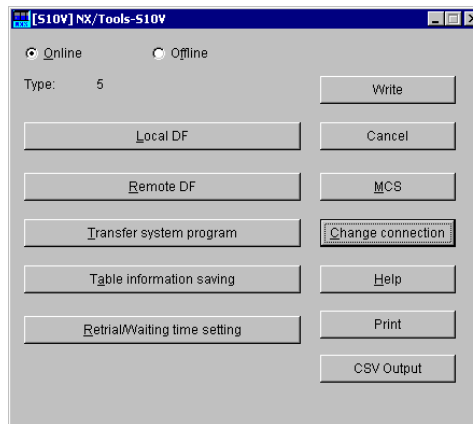 [S10V] NX/Tools-S10V
Online Offline
Type: 5
Write
Local DF
Cancel
Remote DF
MCS
Transfer system program
Change connection
Table information saving
Help
Retrial/Waiting time setting
Print
CSV Output